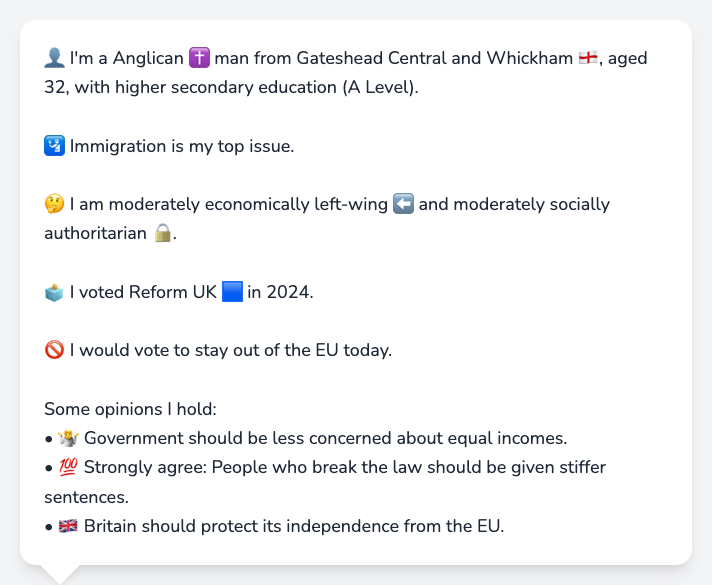 👤 I'm a Anglican ✝️ man from Gateshead Central and Whickham 🏴󠁧󠁢󠁥󠁮󠁧󠁿, aged
32, with higher secondary education (A Level).
🛂 Immigration is my top issue.
🤔 I am moderately economically left-wing ⬅️ and moderately socially
authoritarian 🔒.
🗳️ I voted Reform UK 🟦 in 2024.
🚫 I would vote to stay out of the EU today.
Some opinions I hold:
• 🤷 Government should be less concerned about equal incomes.
• 💯 Strongly agree: People who break the law should be given stiffer
sentences.
• 🇬🇧 Britain should protect its independence from the EU.